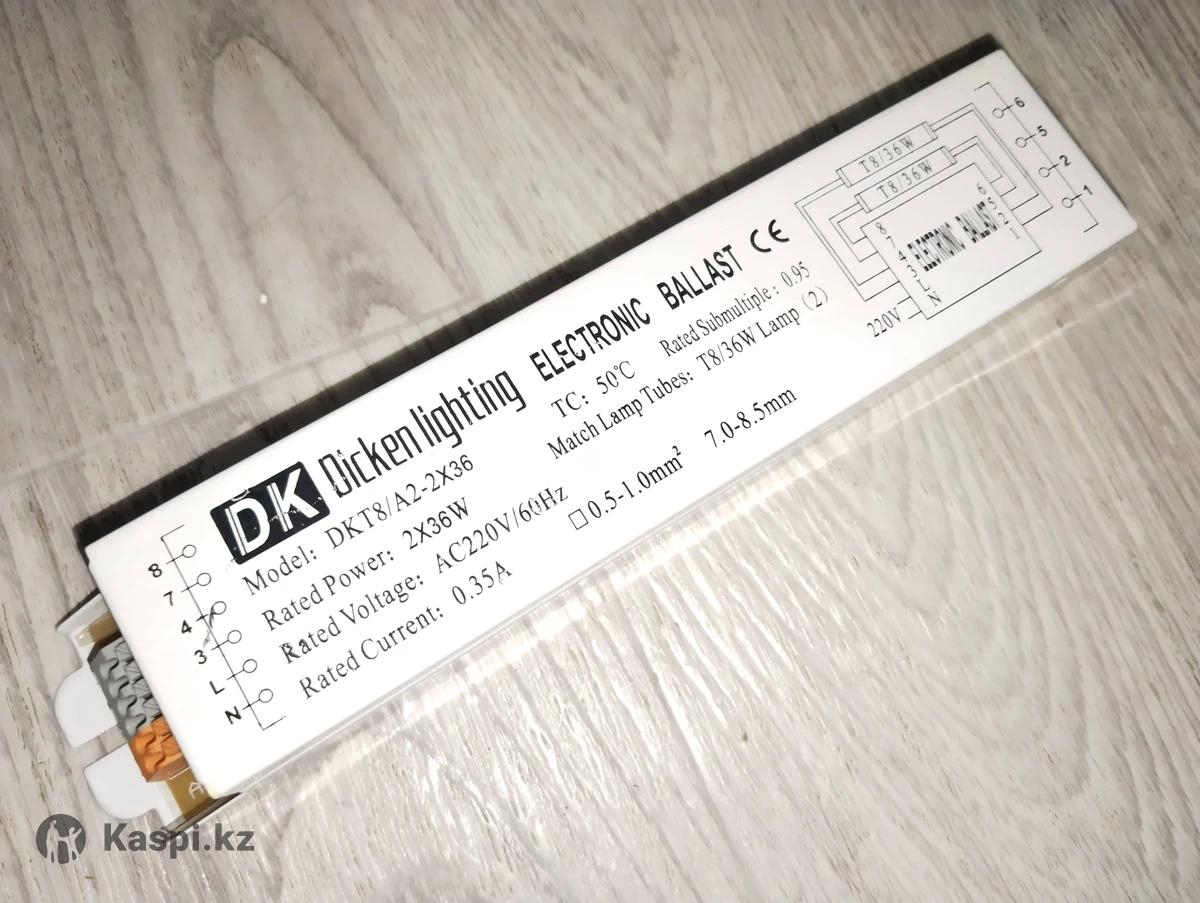 DK Dicken lighting ELECTRONIC BALLAST CE
Model: DKT8/A2-2X36
Rated Power: 2X36W
Rated Voltage: AC220V/60Hz
Rated Current: 0.35A
TC: 50℃ Rated Submultiple: 0.95
Match Lamp Tubes: T8/36W Lamp (2)
□0.5-1.0mm² 7.0-8.5mm
8
7
4
3
L
N
T8/36W
T8/36W
ELECTRONIC BALLAST
8
7
4
3
L
N
6
5
2
1
220V
6
5
2
1
A
Kaspi.kz